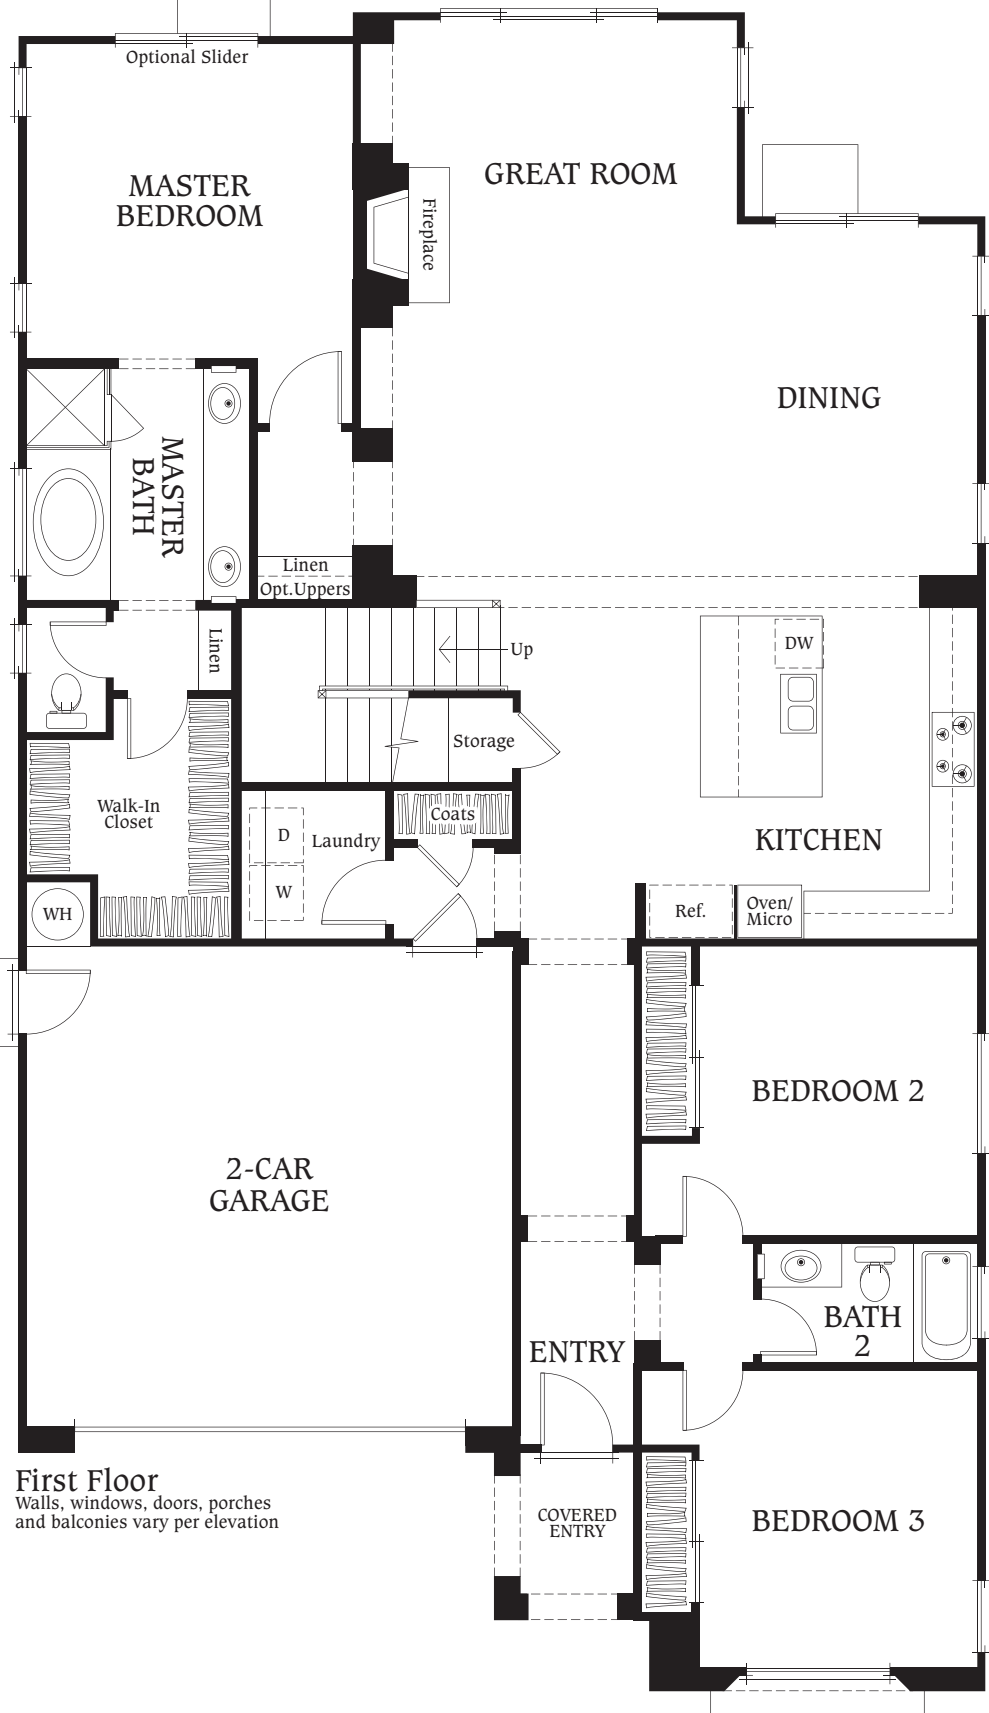 Optional Slider
MASTER
BEDROOM
GREAT ROOM
Fireplace
DINING
MASTER
BATH
Linen
Opt.Uppers
Linen
Up
DW
Storage
Walk-In
Closet
D
Laundry
Coats
W
KITCHEN
WH
Ref.
Oven/
Micro
BEDROOM 2
2-CAR
GARAGE
BATH
2
ENTRY
First Floor
Walls, windows, doors, porches
and balconies vary per elevation
COVERED
ENTRY
BEDROOM 3